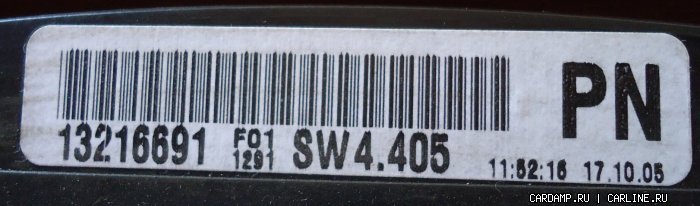 PN
13216691 F01 1291 SW4.405 11:52:16 17.10.05
CARDAMP.RU | CARLINE.RU